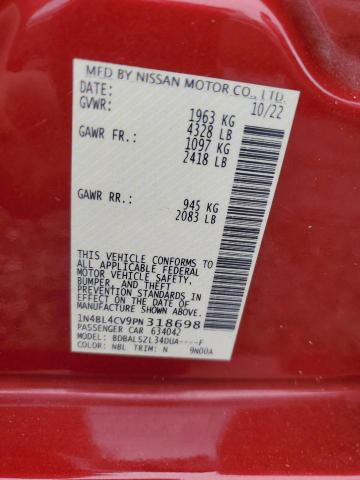 MFD BY NISSAN MOTOR CO., LTD.
DATE: 10/22
GVWR: 1963 KG
4328 LB
GAWR FR.: 1097 KG
2418 LB
GAWR RR.: 945 KG
2083 LB
THIS VEHICLE CONFORMS TO
ALL APPLICABLE FEDERAL
MOTOR VEHICLE SAFETY,
BUMPER, AND THEFT
PREVENTION STANDARDS IN
EFFECT ON THE DATE OF
MANUFACTURE SHOWN ABOVE.
1N4BL4CV9PN318698
PASSENGER CAR 634042
MODEL: BDBALSZL34DUA----F
COLOR: NBL TRIM: N 9N00A